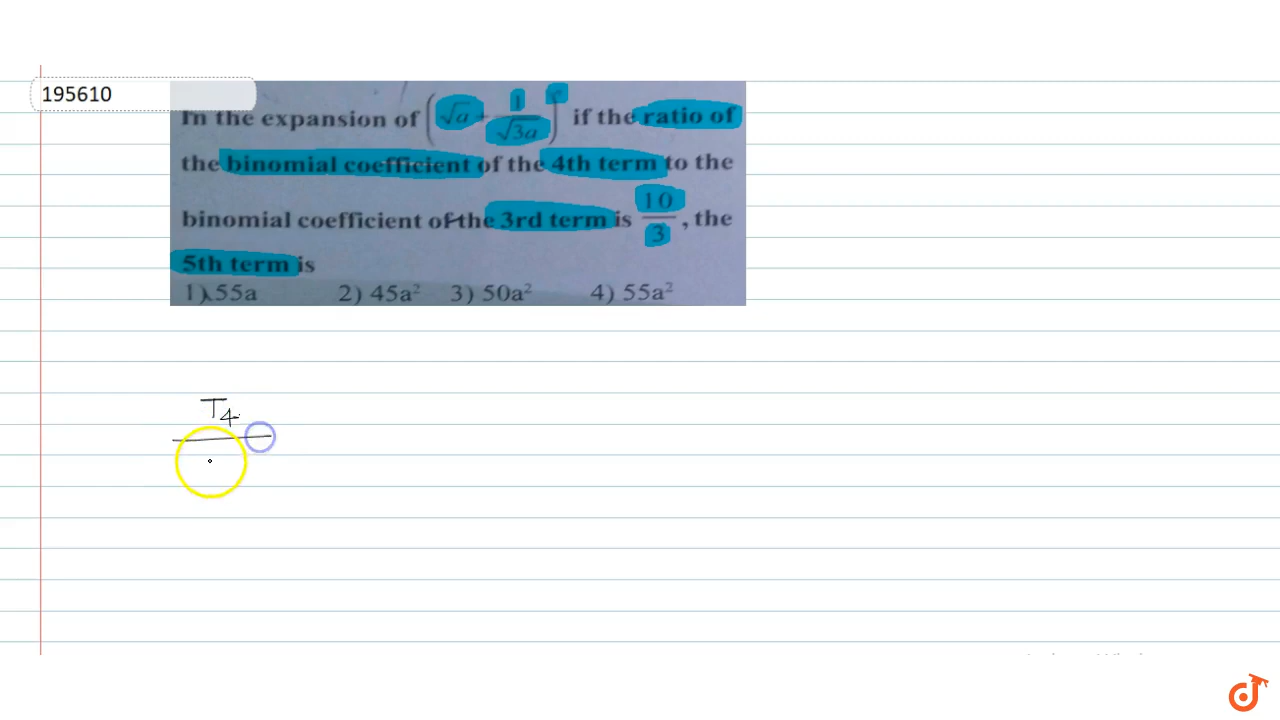 195610
In the expansion of (√a + 1/√3a) if the ratio of
the binomial coefficient of the 4th term to the
binomial coefficient of the 3rd term is 10/3, the
5th term is
1) 55a 2) 45a² 3) 50a² 4) 55a²
T4